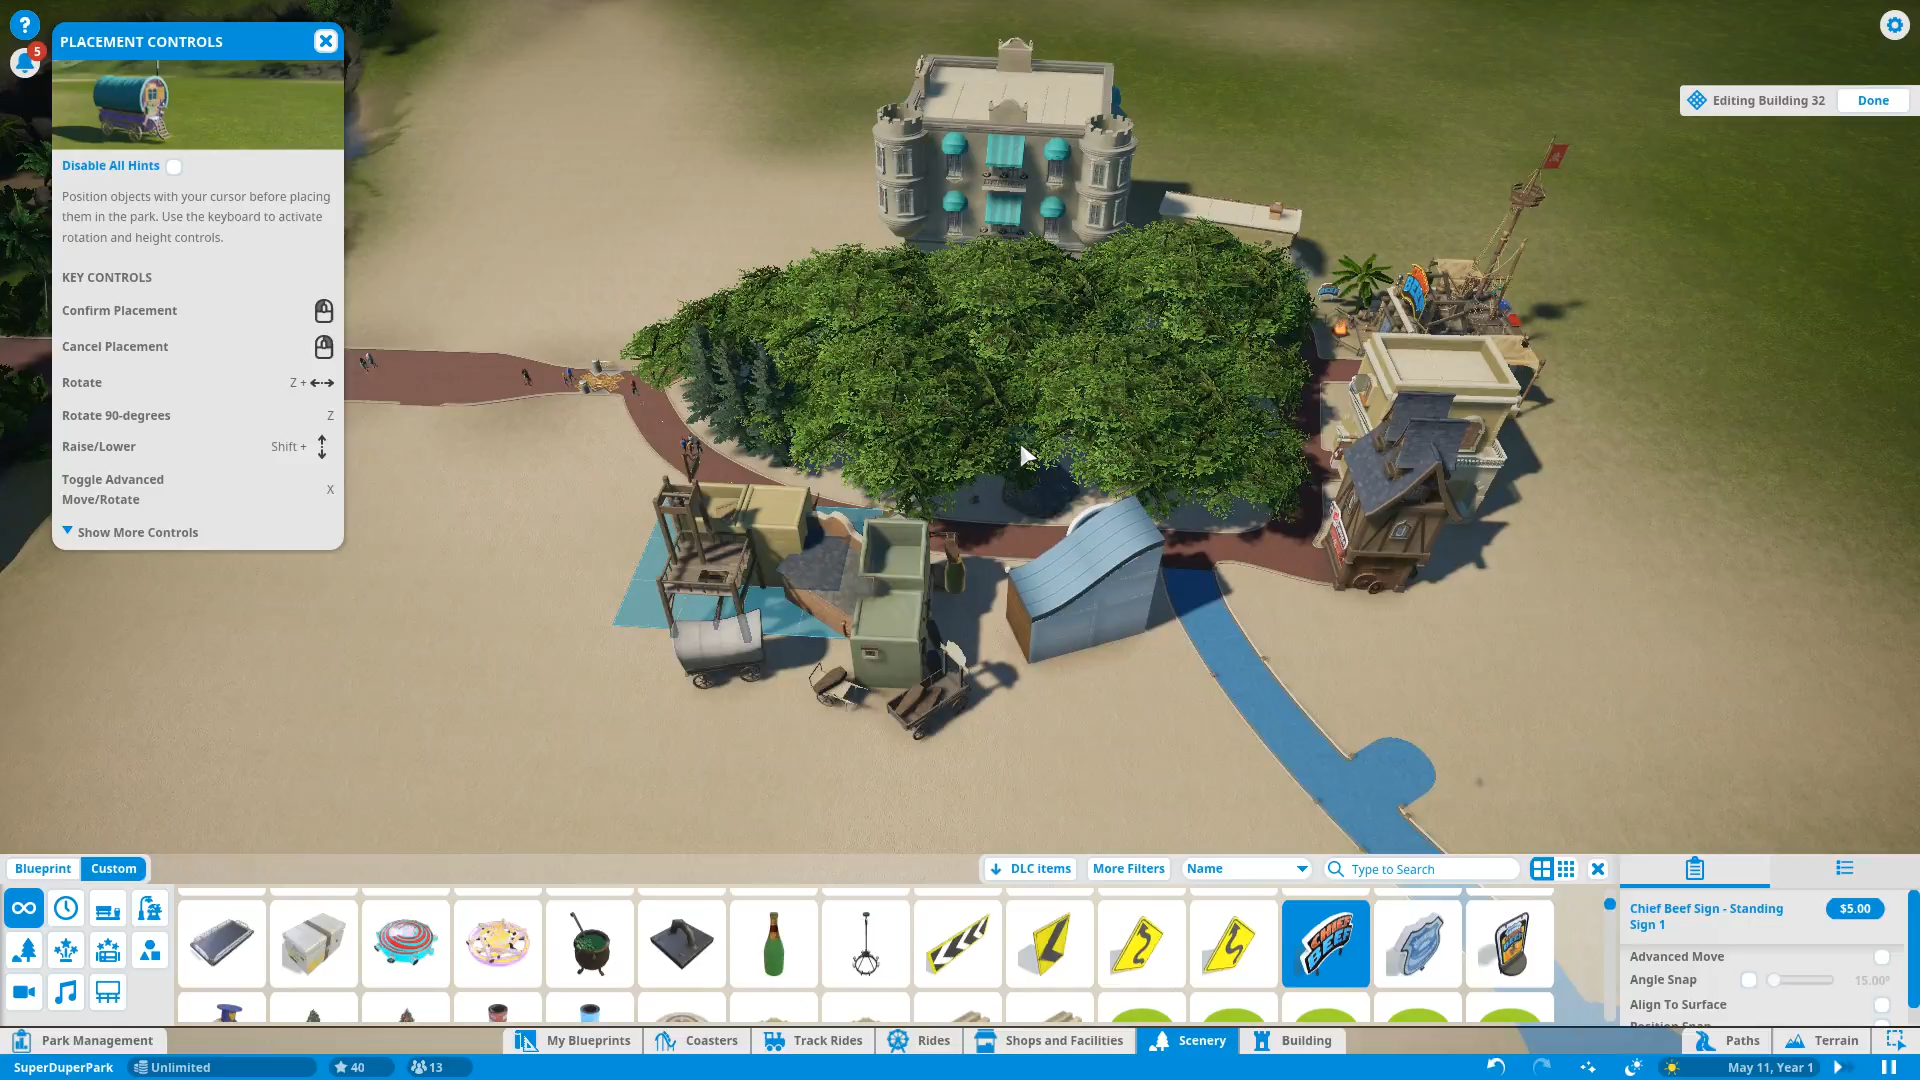 ?
5
PLACEMENT CONTROLS
Disable All Hints
Position objects with your cursor before placing
them in the park. Use the keyboard to activate
rotation and height controls.
KEY CONTROLS
Confirm Placement
Cancel Placement
Rotate Z +
Rotate 90-degrees Z
Raise/Lower Shift +
Toggle Advanced
Move/Rotate X
Show More Controls
Editing Building 32 Done
BEEF
Blueprint Custom
DLC items More Filters Name Type to Search
CHIEF
BEEF
Chief Beef Sign - Standing
Sign 1
$5.00
Advanced Move
Angle Snap 15.00°
Align To Surface
Park Management My Blueprints Coasters Track Rides Rides Shops and Facilities Scenery Building Paths Terrain
SuperDuperPark Unlimited 40 13 May 11, Year 1